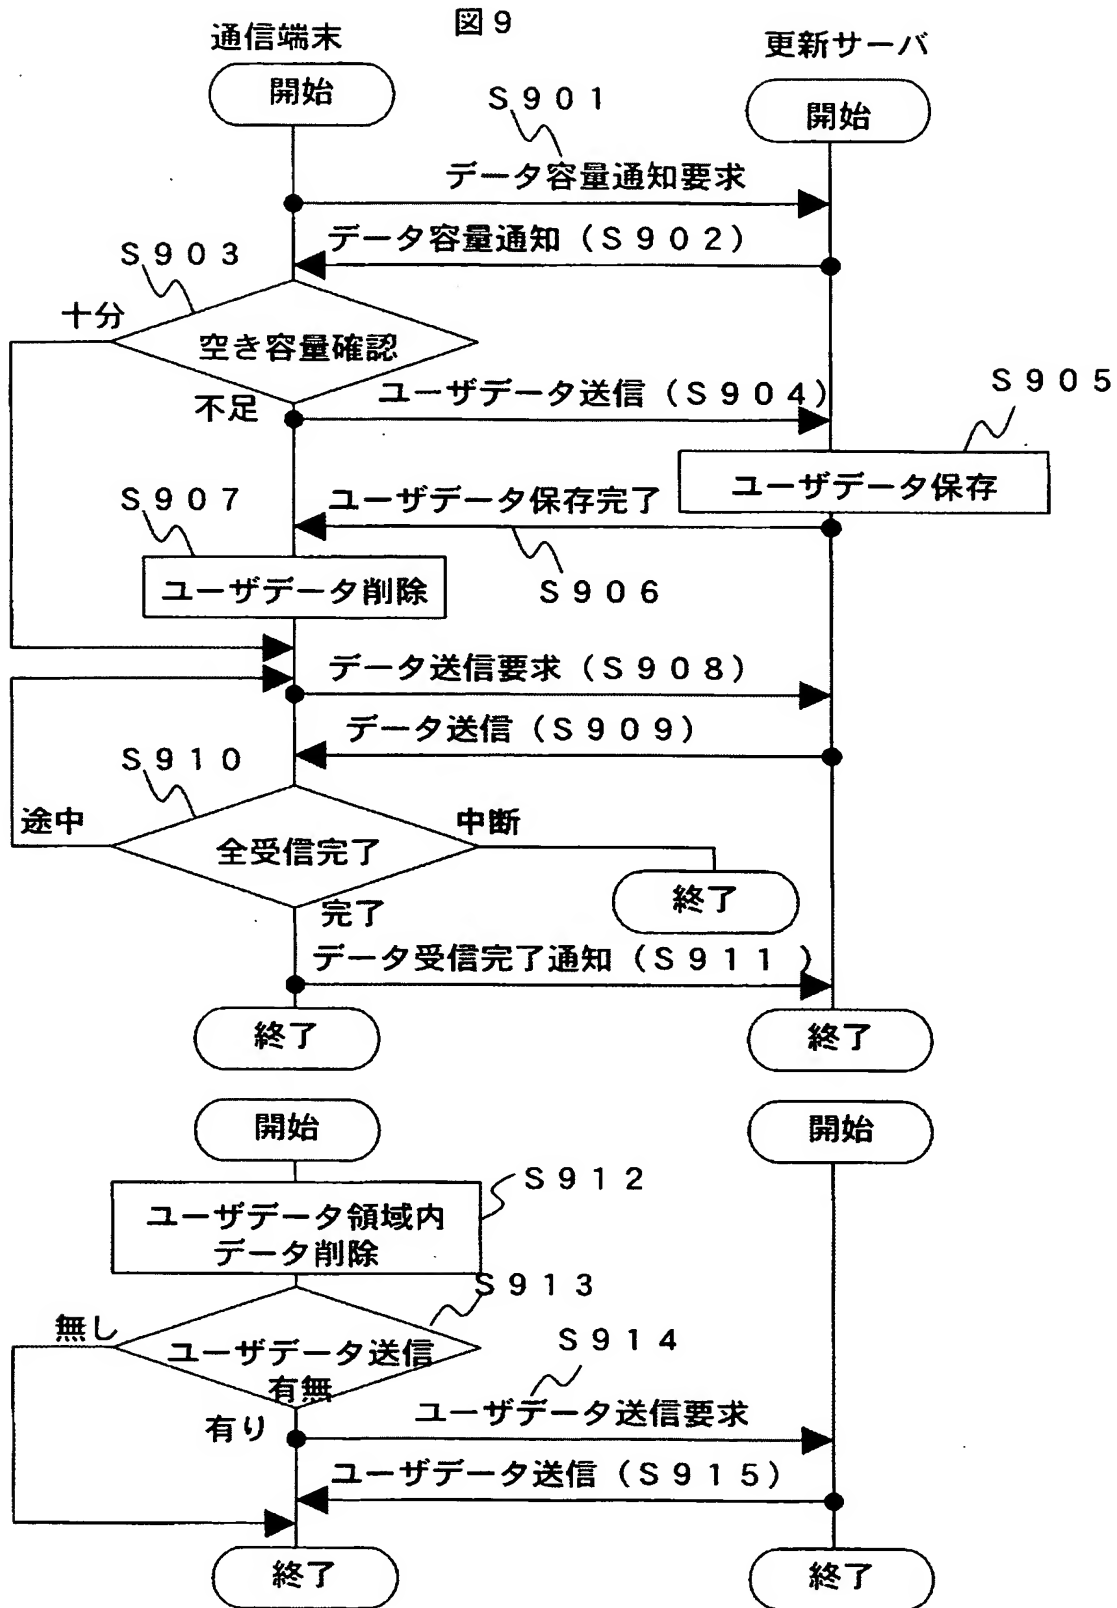 図９
通信端末
更新サーバ
開始
開始
Ｓ９０１
データ容量通知要求
データ容量通知（Ｓ９０２）
Ｓ９０３
十分
空き容量確認
不足
ユーザデータ送信（Ｓ９０４）
Ｓ９０５
ユーザデータ保存
Ｓ９０７
ユーザデータ保存完了
Ｓ９０６
ユーザデータ削除
データ送信要求（Ｓ９０８）
データ送信（Ｓ９０９）
Ｓ９１０
途中
全受信完了
中断
終了
完了
データ受信完了通知（Ｓ９１１）
終了
終了
開始
開始
Ｓ９１２
ユーザデータ領域内
データ削除
Ｓ９１３
無し
ユーザデータ送信
有無
Ｓ９１４
有り
ユーザデータ送信要求
ユーザデータ送信（Ｓ９１５）
終了
終了